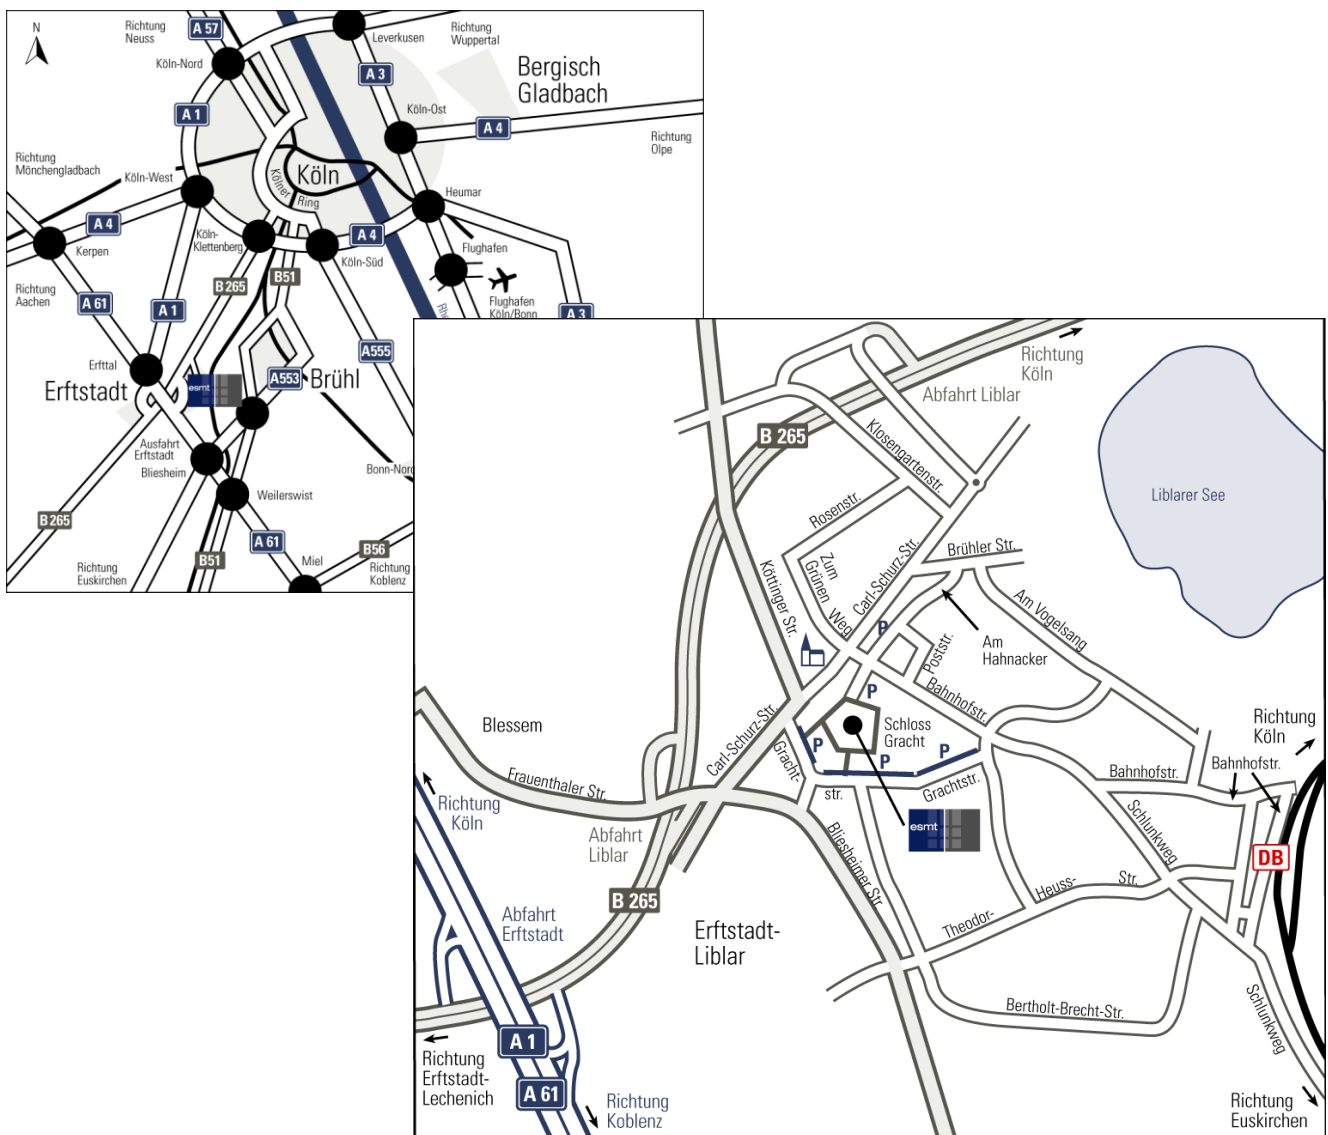 N
Richtung
Neuss
A 57
Leverkusen
Richtung
Wuppertal
Köln-Nord
A 3
Bergisch
Gladbach
A 1
Köln-Ost
A 4
Richtung
Olpe
Richtung
Mönchengladbach
Köln-West
Köln
Kölner
Ring
Heumar
A 4
Kerpen
Köln-
Klettenberg
A 4
Köln-Süd
Flughafen
Richtung
Aachen
A 61
A 1
B 265
B51
Flughafen
Köln/Bonn
A 3
Erfttal
A555
Erftstadt
esmt
A553
Brühl
Ausfahrt
Erftstadt
Bliesheim
Bonn-Nord
Weilerswist
B 265
A 61
B51
Miel
B56
Richtung
Euskirchen
Richtung
Koblenz
Richtung
Köln
Abfahrt Liblar
B 265
Klosengartenstr.
Liblarer See
Rosenstr.
Brühler Str.
Carl-Schurz-Str.
Zum
Grünen
Weg
Köttinger Str.
Am Vogelsang
P
Am
Hahnacker
Poststr.
Bahnhofstr.
P
Blessem
Carl-Schurz-Str.
Schloss
Gracht
Richtung
Köln
P
P
P
Gracht-
str.
Grachtstr.
Bahnhofstr.
Bahnhofstr.
Frauenthaler Str.
Richtung
Köln
Abfahrt
Liblar
esmt
Schlunkweg
DB
Bliesheimer Str.
B 265
Theodor-
Heuss-
Str.
Abfahrt
Erftstadt
Erftstadt-
Liblar
Bertholt-Brecht-Str.
Schlunkweg
A 1
Richtung
Erftstadt-
Lechenich
A 61
Richtung
Koblenz
Richtung
Euskirchen